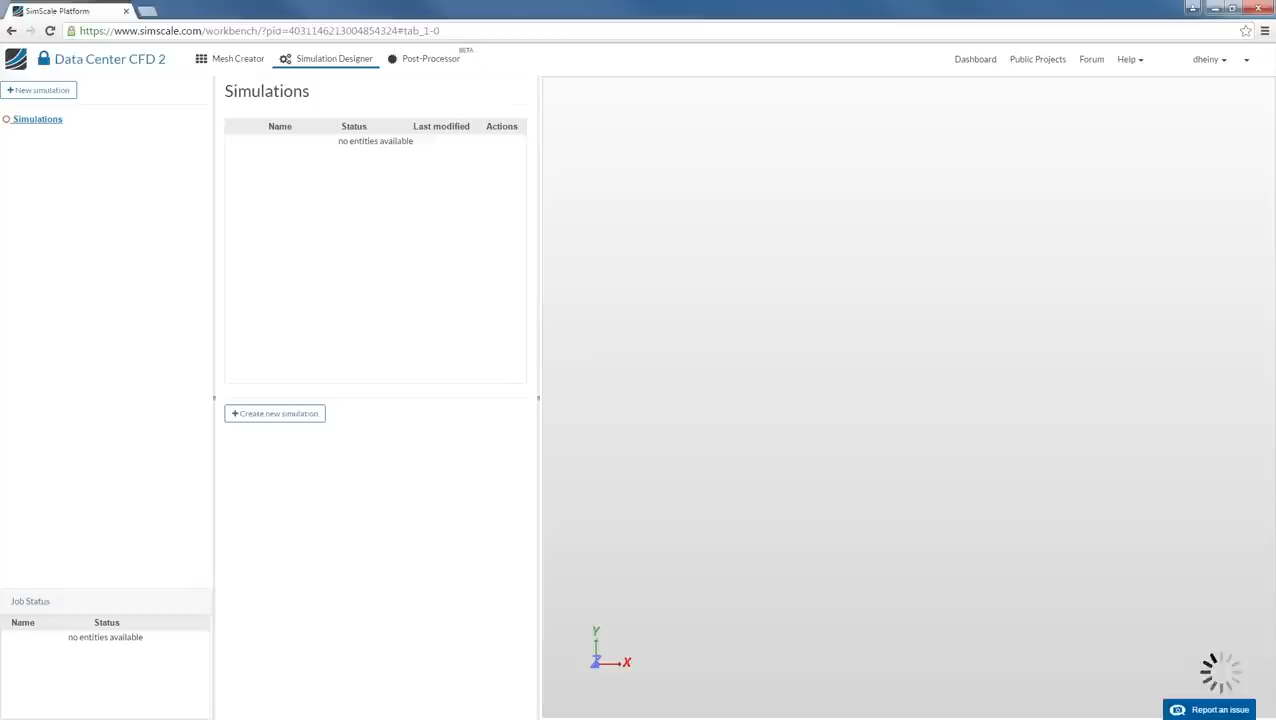 SimScale Platform
https://www.simscale.com/workbench/?pid=4031146213004854324#tab_1-0
Data Center CFD 2
Mesh Creator
Simulation Designer
Post-Processor
BETA
Dashboard
Public Projects
Forum
Help
dheiny
+ New simulation
Simulations
Simulations
Name Status Last modified Actions
no entities available
+ Create new simulation
Job Status
Name Status
no entities available
Y
Z
X
Report an issue